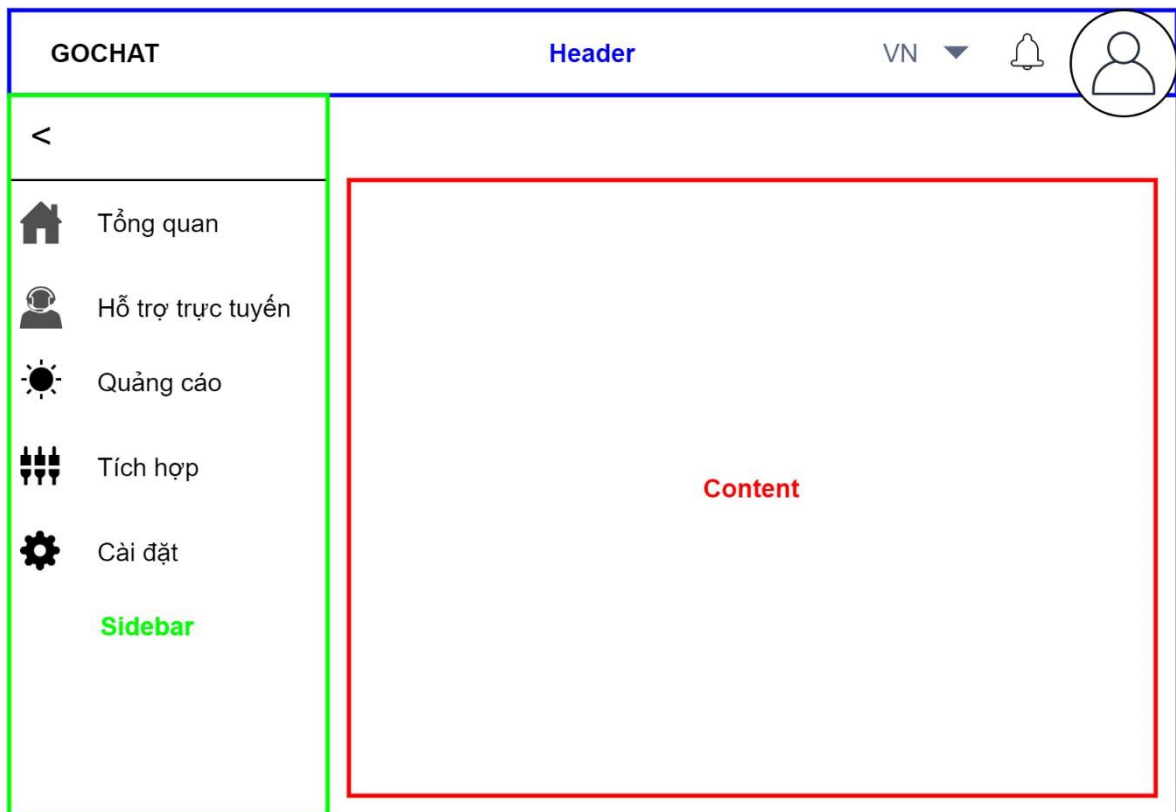 GOCHAT
Header
VN
<
Tổng quan
Hỗ trợ trực tuyến
Quảng cáo
Tích hợp
Cài đặt
Sidebar
Content